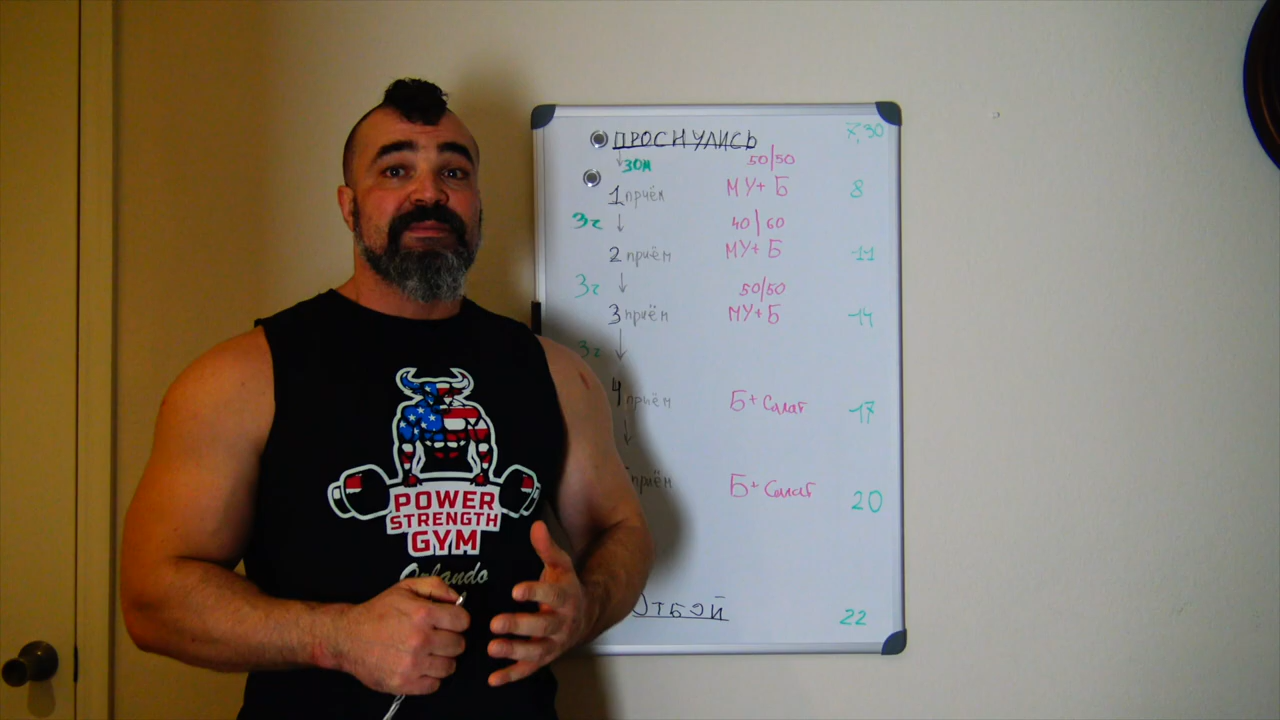 ПРОСНУЛИСЬ 7,30
30м
50/50
1 приём МУ+Б 8
3ч
40/60
2 приём МУ+Б 11
3ч
50/50
3 приём МУ+Б 14
3ч
4 приём Б+Салат 17
приём Б+Салат 20
Отбой 22
POWER
STRENGTH
GYM
Orlando